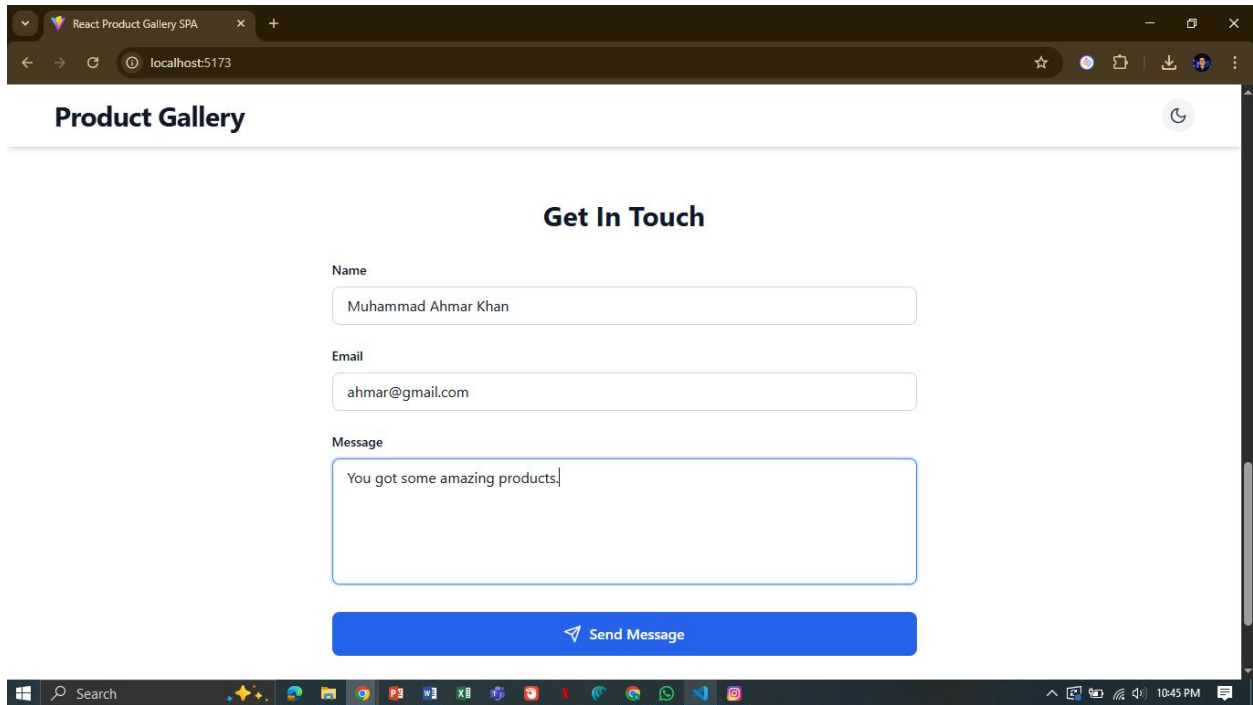 React Product Gallery SPA
localhost:5173
Product Gallery
Get In Touch
Name
Muhammad Ahmar Khan
Email
ahmar@gmail.com
Message
You got some amazing products.
Send Message
Search
10:45 PM